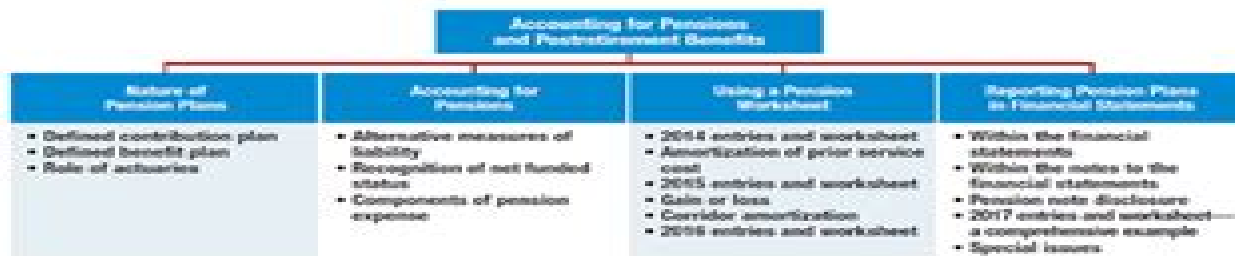 Accounting for Pensions
and Postretirement Benefits
Nature of
Pension Plans
• Defined contribution plan
• Defined benefit plan
• Role of actuaries
Accounting for
Pensions
• Alternative measures of
liability
• Recognition of net funded
status
• Components of pension
expense
Using a Pension
Worksheet
• 2014 entries and worksheet
• Amortization of prior service
cost
• 2015 entries and worksheet
• Gain or loss
• Corridor amortization
• 2016 entries and worksheet
Reporting Pension Plans
in Financial Statements
• Within the financial
statements
• Within the notes to the
financial statements
• Pension note disclosure
• 2017 entries and worksheet—
a comprehensive example
• Special issues